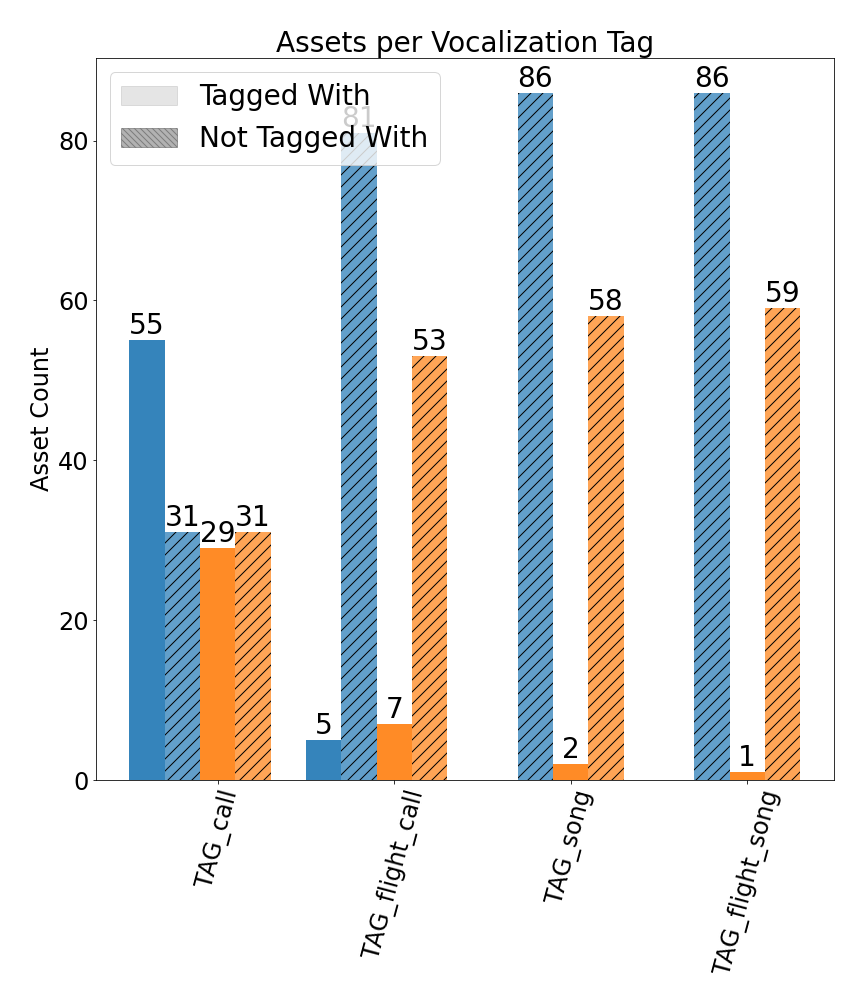 Assets per Vocalization Tag
Tagged With
Not Tagged With
Asset Count
80
60
40
20
0
55
31
29
31
5
81
7
53
86
2
58
86
1
59
TAG_call
TAG_flight_call
TAG_song
TAG_flight_song